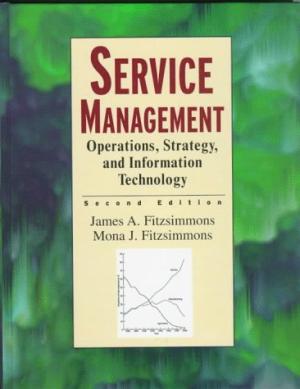 SERVICE
MANAGEMENT
Operations, Strategy,
and Information
Technology
Second Edition
James A. Fitzsimmons
Mona J. Fitzsimmons